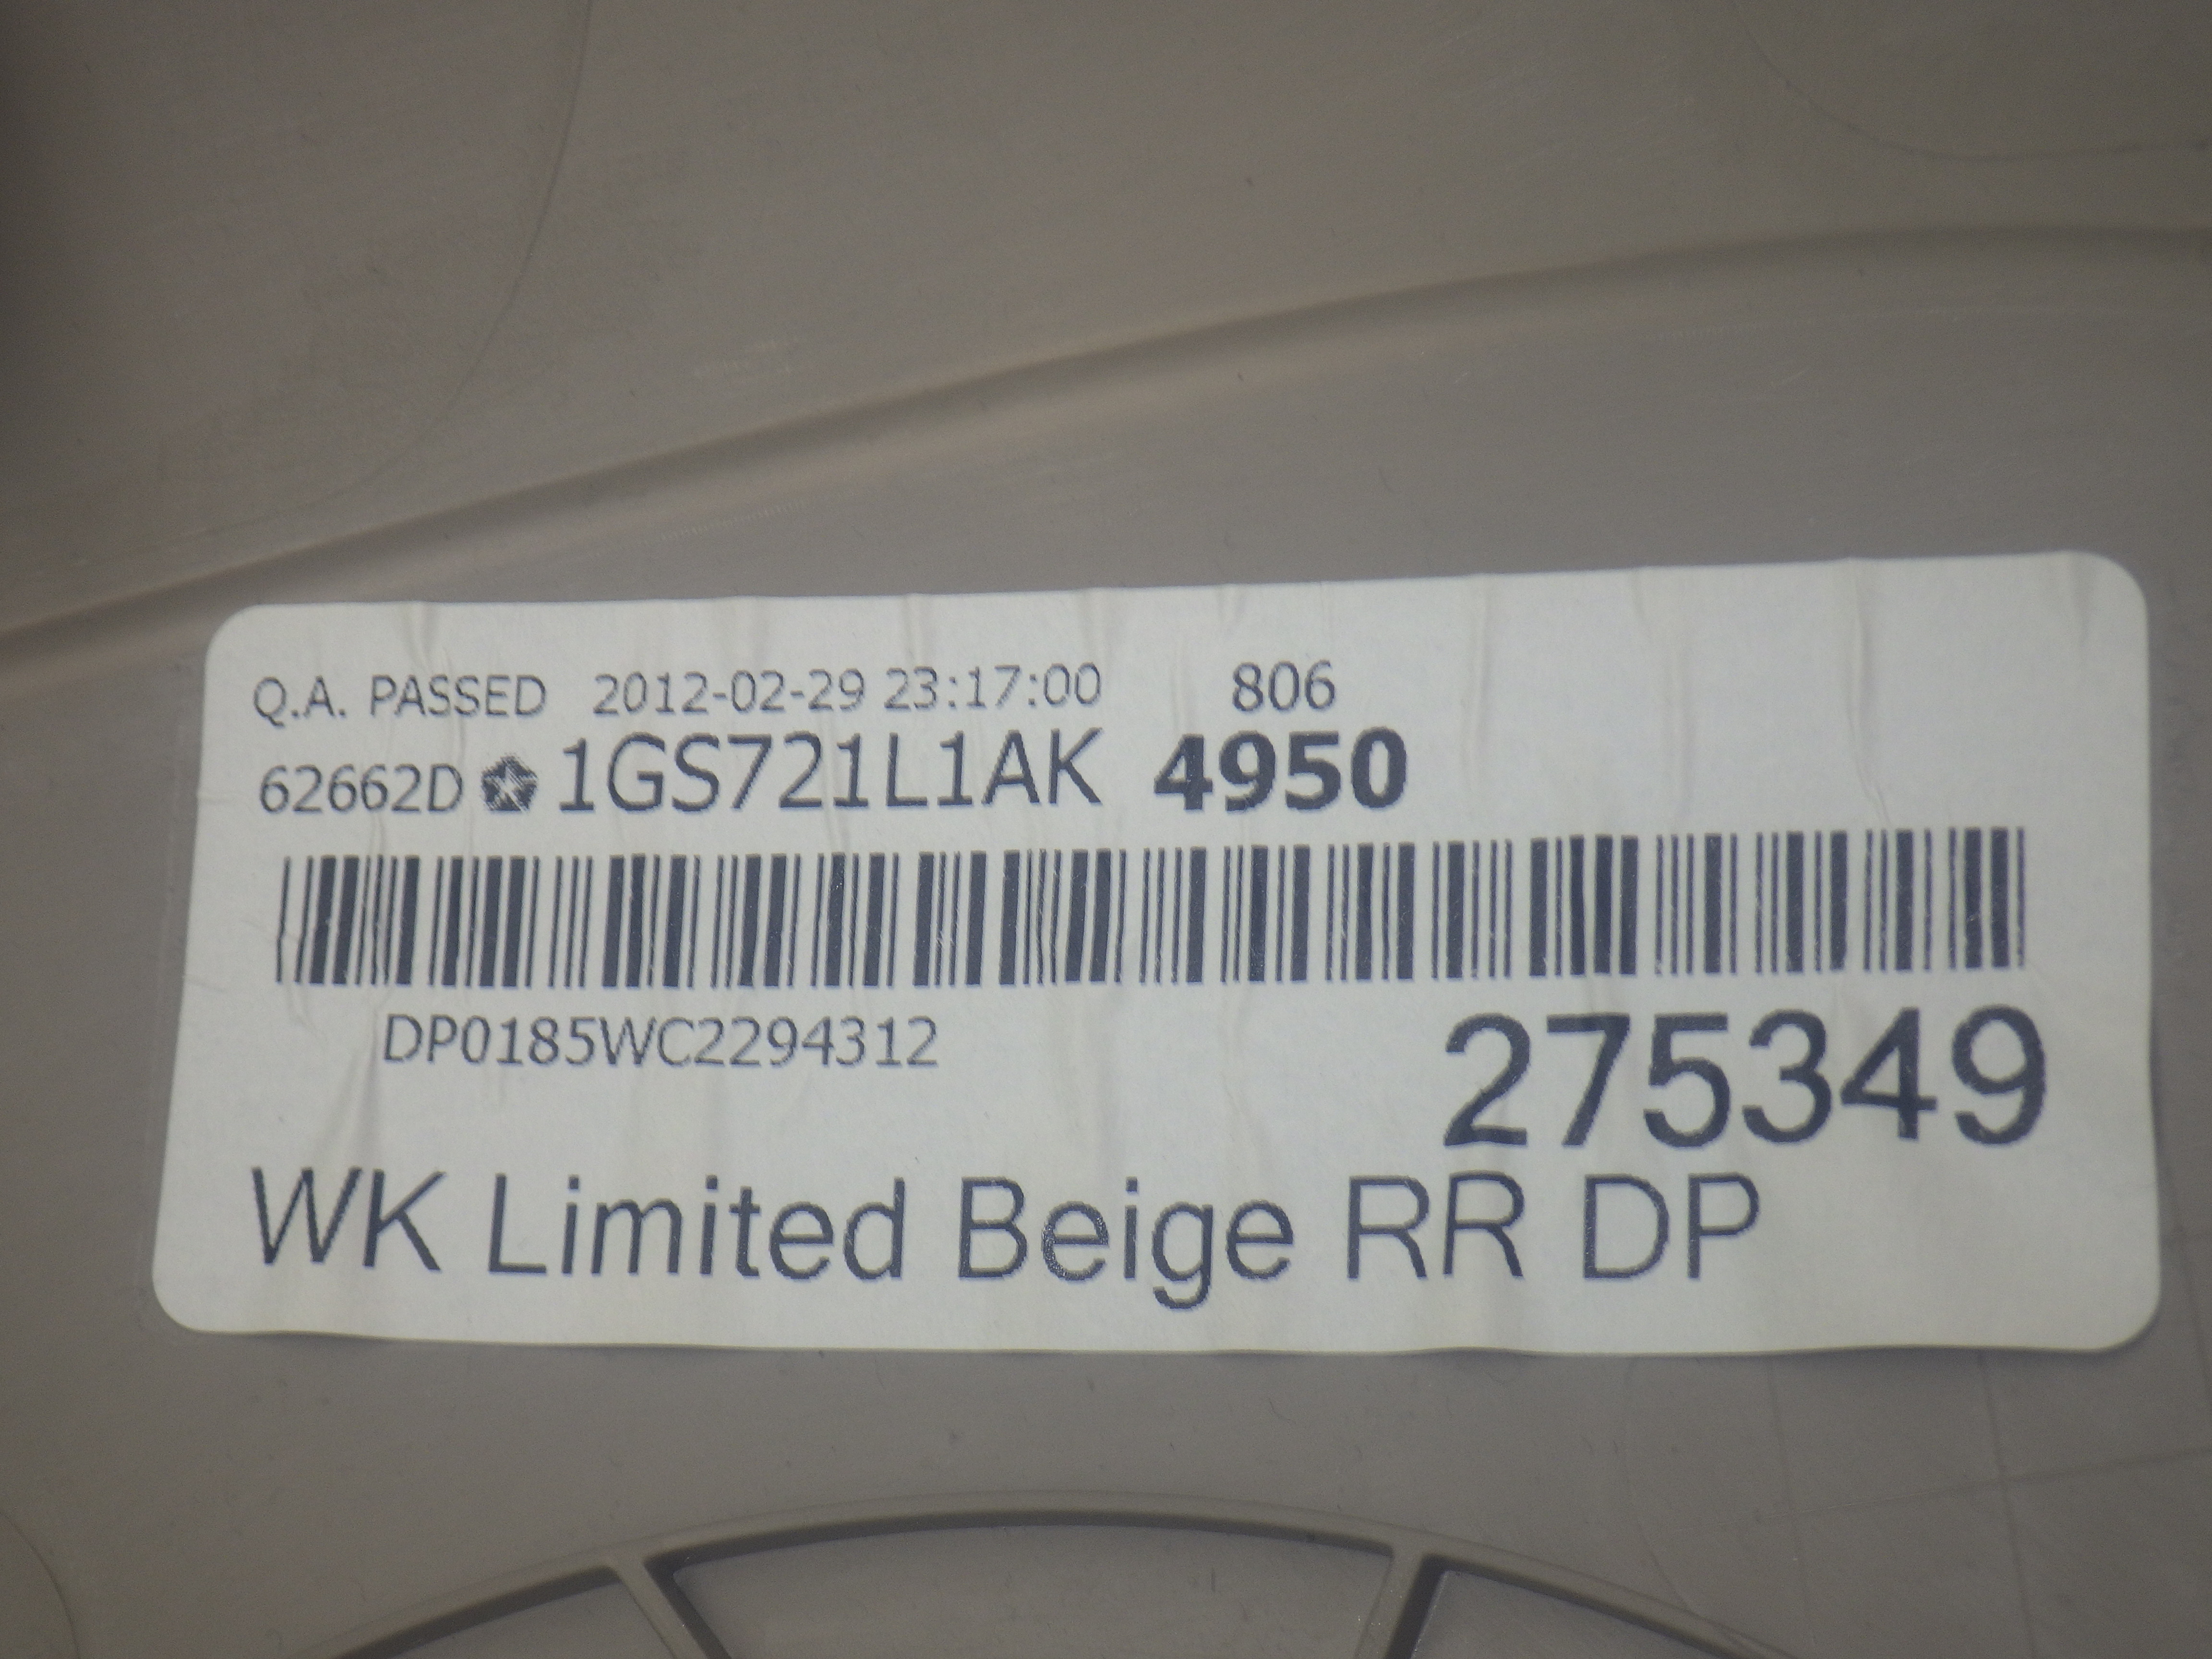 Q.A. PASSED 2012-02-29 23:17:00 806
62662D 1GS721L1AK 4950
DP0185WC2294312
275349
WK Limited Beige RR DP